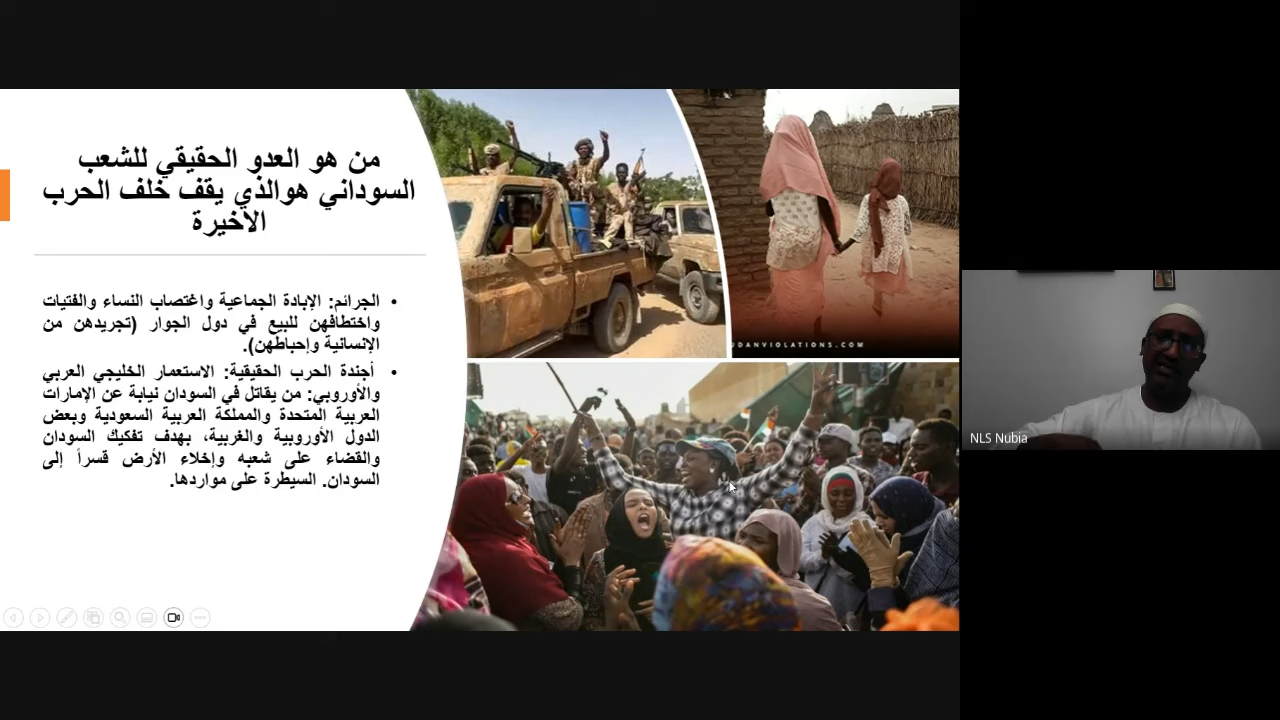 من هو العدو الحقيقي للشعب
السوداني هوالذي يقف خلف الحرب
الاخيرة
• الجرائم: الإبادة الجماعية واغتصاب النساء والفتيات
واختطافهن للبيع في دول الجوار (تجريدهن من
الإنسانية وإحباطهن).
• أجندة الحرب الحقيقية: الاستعمار الخليجي العربي
والأوروبي: من يقاتل في السودان نيابة عن الإمارات
العربية المتحدة والمملكة العربية السعودية وبعض
الدول الأوروبية والغربية، بهدف تفكيك السودان
والقضاء على شعبه وإخلاء الأرض قسراً إلى
السودان. السيطرة على مواردها.
UDANVIOLATIONS.COM
NLS Nubia